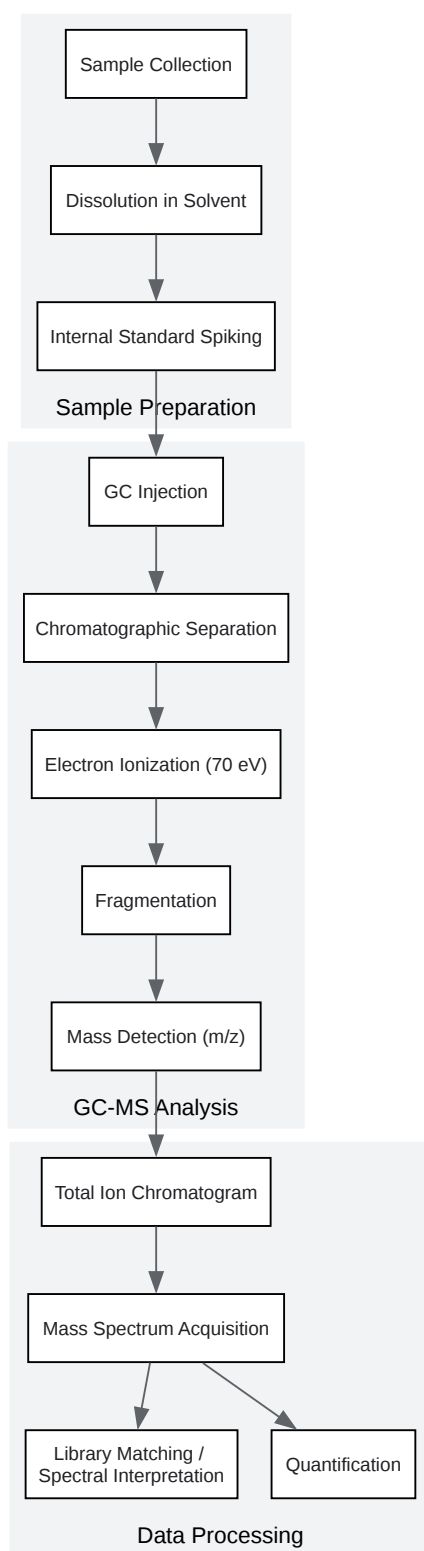 Sample Collection
Dissolution in Solvent
Internal Standard Spiking
Sample Preparation
GC Injection
Chromatographic Separation
Electron Ionization (70 eV)
Fragmentation
Mass Detection (m/z)
GC-MS Analysis
Total Ion Chromatogram
Mass Spectrum Acquisition
Library Matching /
Spectral Interpretation
Quantification
Data Processing